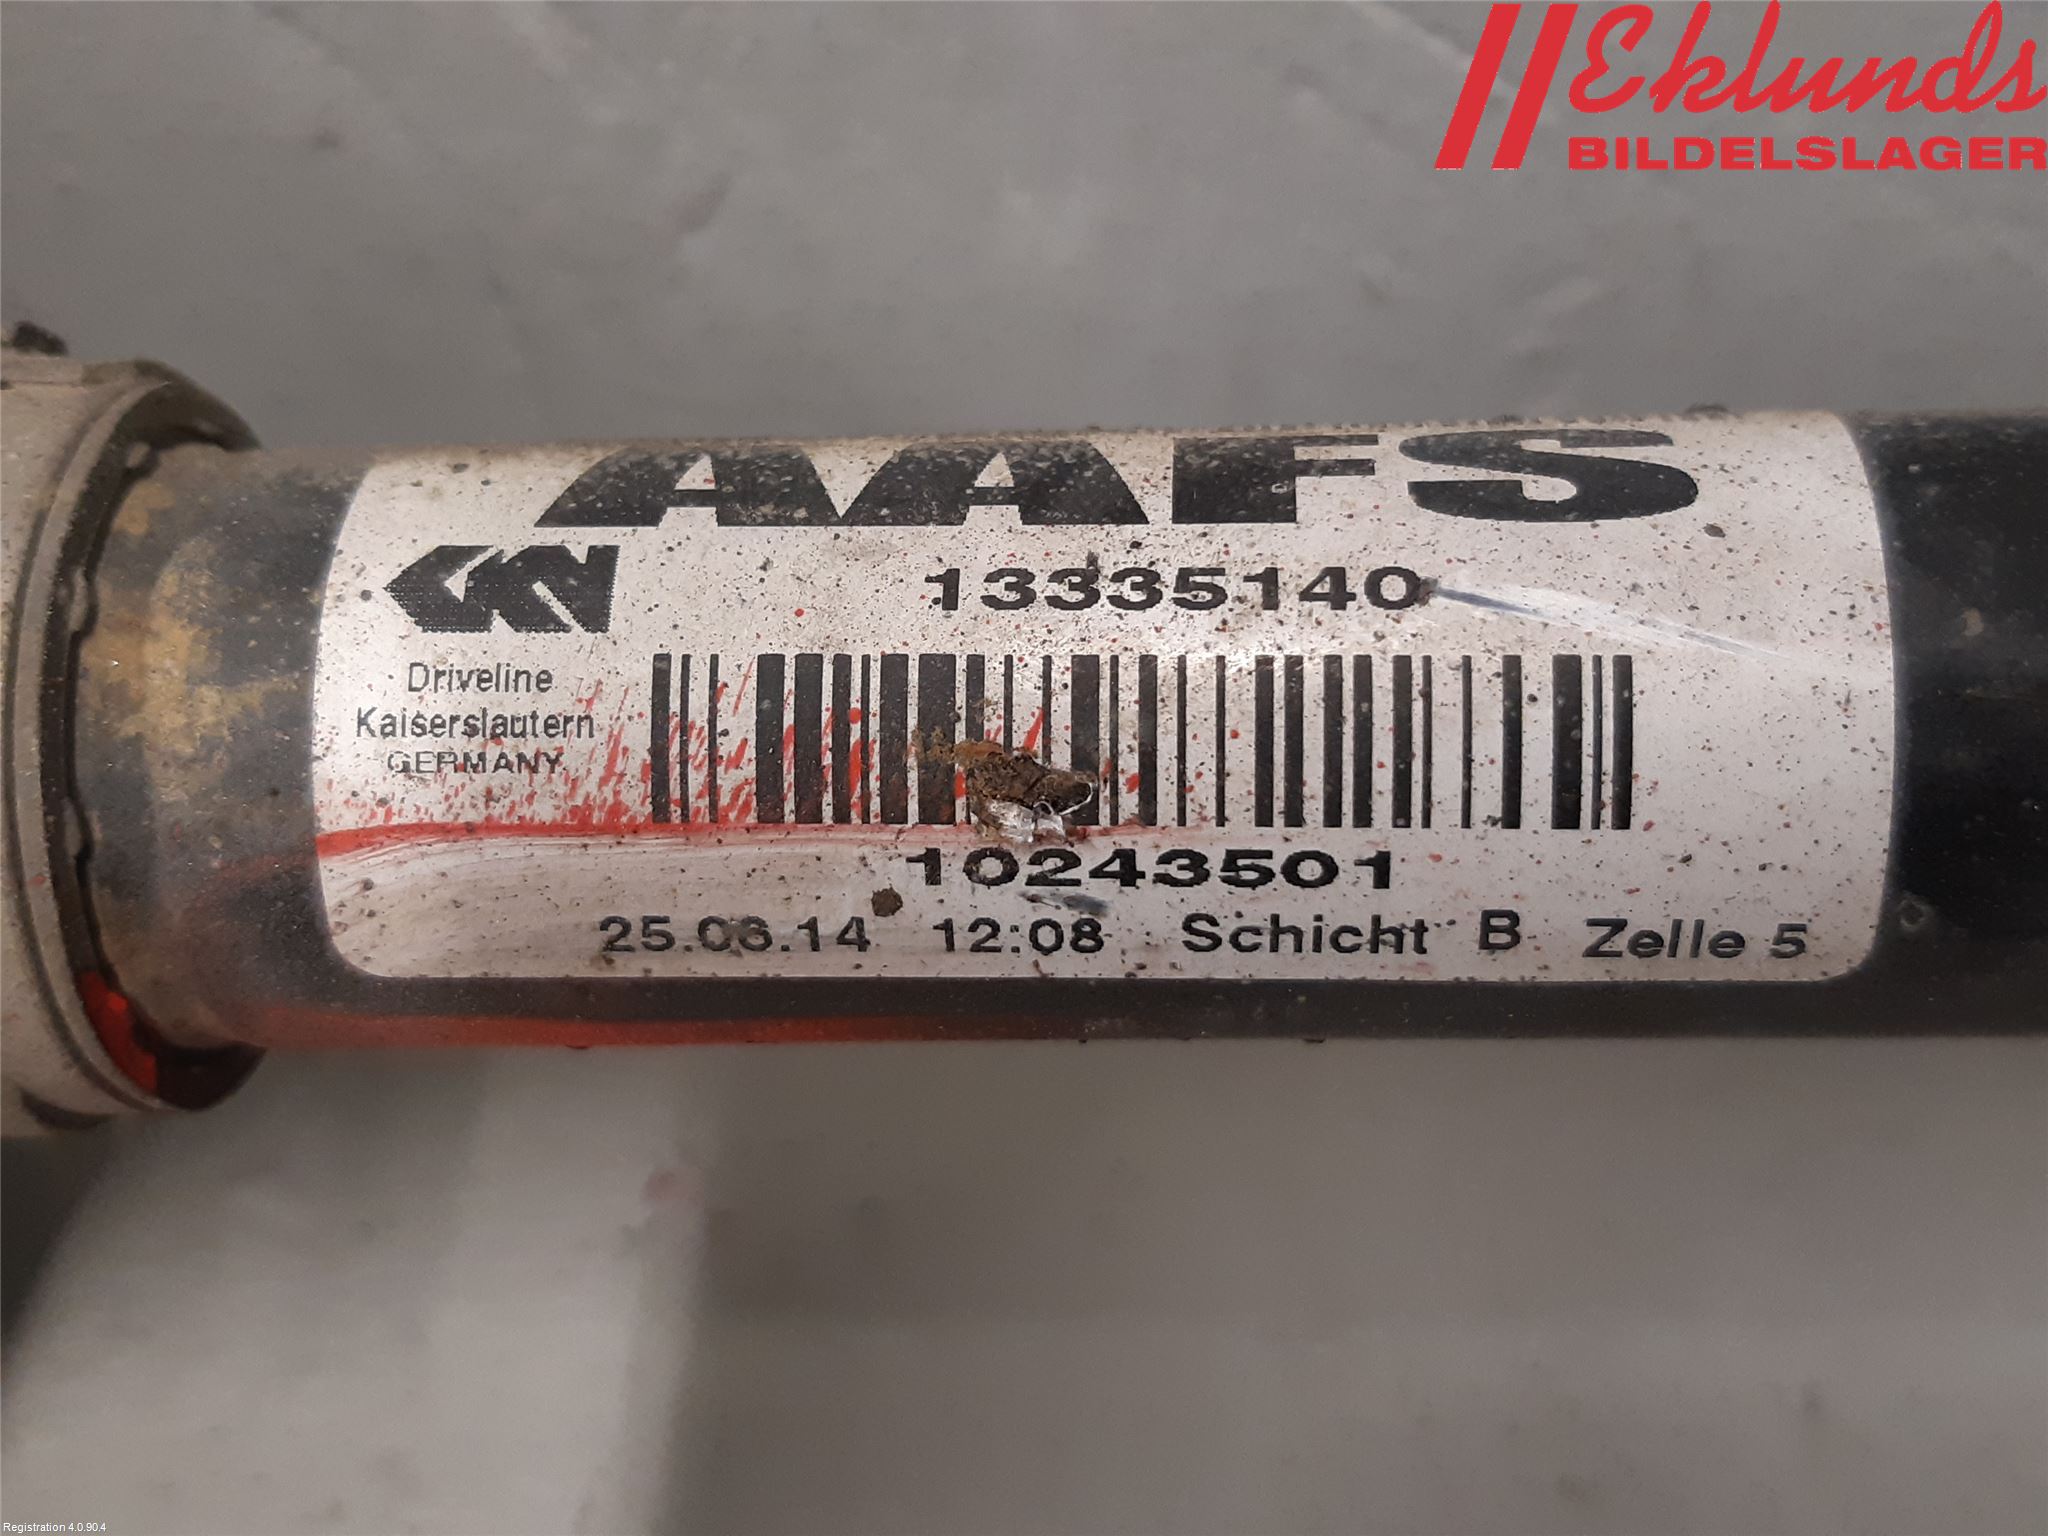 Eklunds
BILDELSLAGER
AAFS
GKN
13335140
Driveline
Kaiserslautern
GERMANY
10243501
25.06.14 12:08 Schicht B Zelle 5
Registration 4.0.90.4